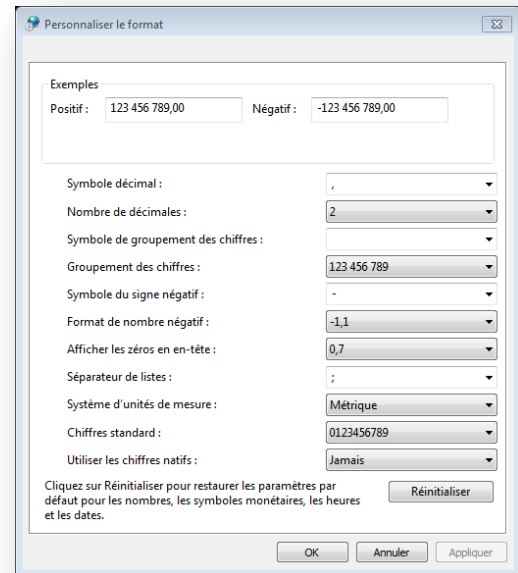 Personnaliser le format
Exemples
Positif : 123 456 789,00 Négatif : -123 456 789,00
Symbole décimal : ,
Nombre de décimales : 2
Symbole de groupement des chiffres :
Groupement des chiffres : 123 456 789
Symbole du signe négatif : -
Format de nombre négatif : -1,1
Afficher les zéros en en-tête : 0,7
Séparateur de listes : ;
Système d'unités de mesure : Métrique
Chiffres standard : 0123456789
Utiliser les chiffres natifs : Jamais
Cliquez sur Réinitialiser pour restaurer les paramètres par
défaut pour les nombres, les symboles monétaires, les heures
et les dates.
Réinitialiser
OK Annuler Appliquer